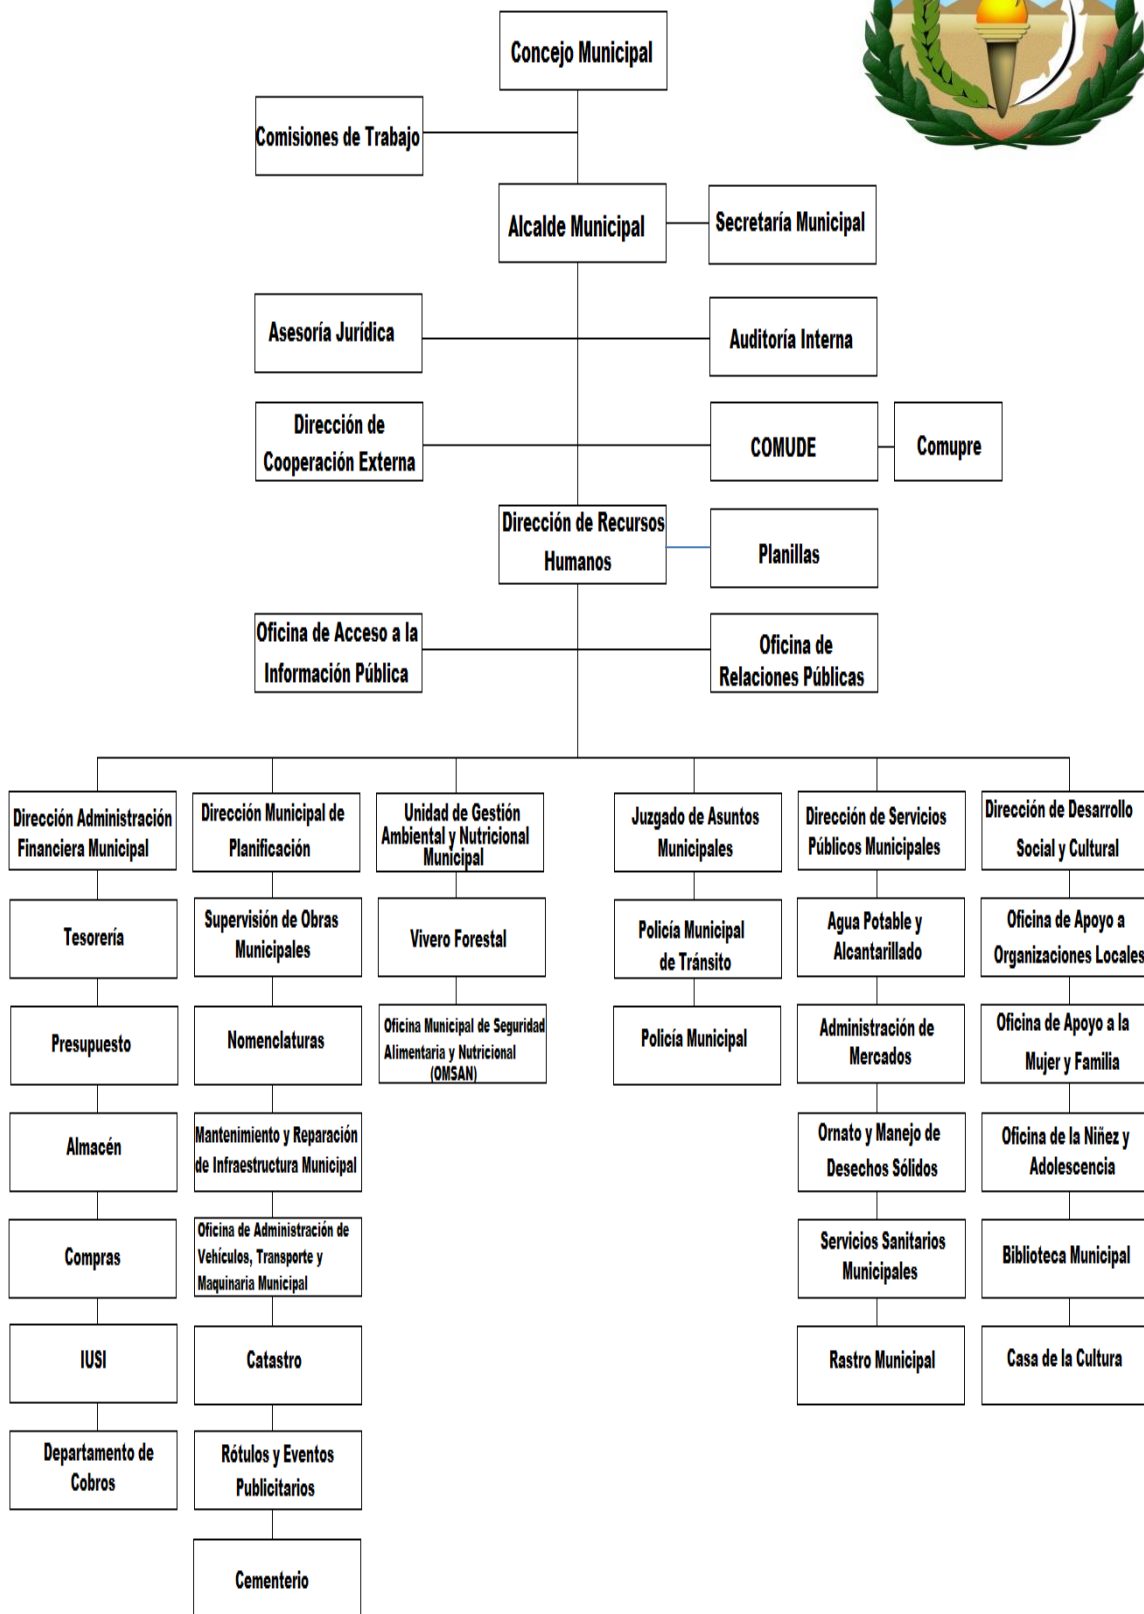 Concejo Municipal
Comisiones de Trabajo
Alcalde Municipal
Secretaría Municipal
Asesoría Jurídica
Auditoría Interna
Dirección de
Cooperación Externa
COMUDE
Comupre
Dirección de Recursos
Humanos
Planillas
Oficina de Acceso a la
Información Pública
Oficina de
Relaciones Públicas
Dirección Administración
Financiera Municipal
Tesorería
Presupuesto
Almacén
Compras
IUSI
Departamento de
Cobros
Dirección Municipal de
Planificación
Supervisión de Obras
Municipales
Nomenclaturas
Mantenimiento y Reparación
de Infraestructura Municipal
Oficina de Administración de
Vehículos, Transporte y
Maquinaria Municipal
Catastro
Rótulos y Eventos
Publicitarios
Cementerio
Unidad de Gestión
Ambiental y Nutricional
Municipal
Vivero Forestal
Oficina Municipal de Seguridad
Alimentaria y Nutricional
(OMSAN)
Juzgado de Asuntos
Municipales
Policía Municipal
de Tránsito
Policía Municipal
Dirección de Servicios
Públicos Municipales
Agua Potable y
Alcantarillado
Administración de
Mercados
Ornato y Manejo de
Desechos Sólidos
Servicios Sanitarios
Municipales
Rastro Municipal
Dirección de Desarrollo
Social y Cultural
Oficina de Apoyo a
Organizaciones Locales
Oficina de Apoyo a la
Mujer y Familia
Oficina de la Niñez y
Adolescencia
Biblioteca Municipal
Casa de la Cultura